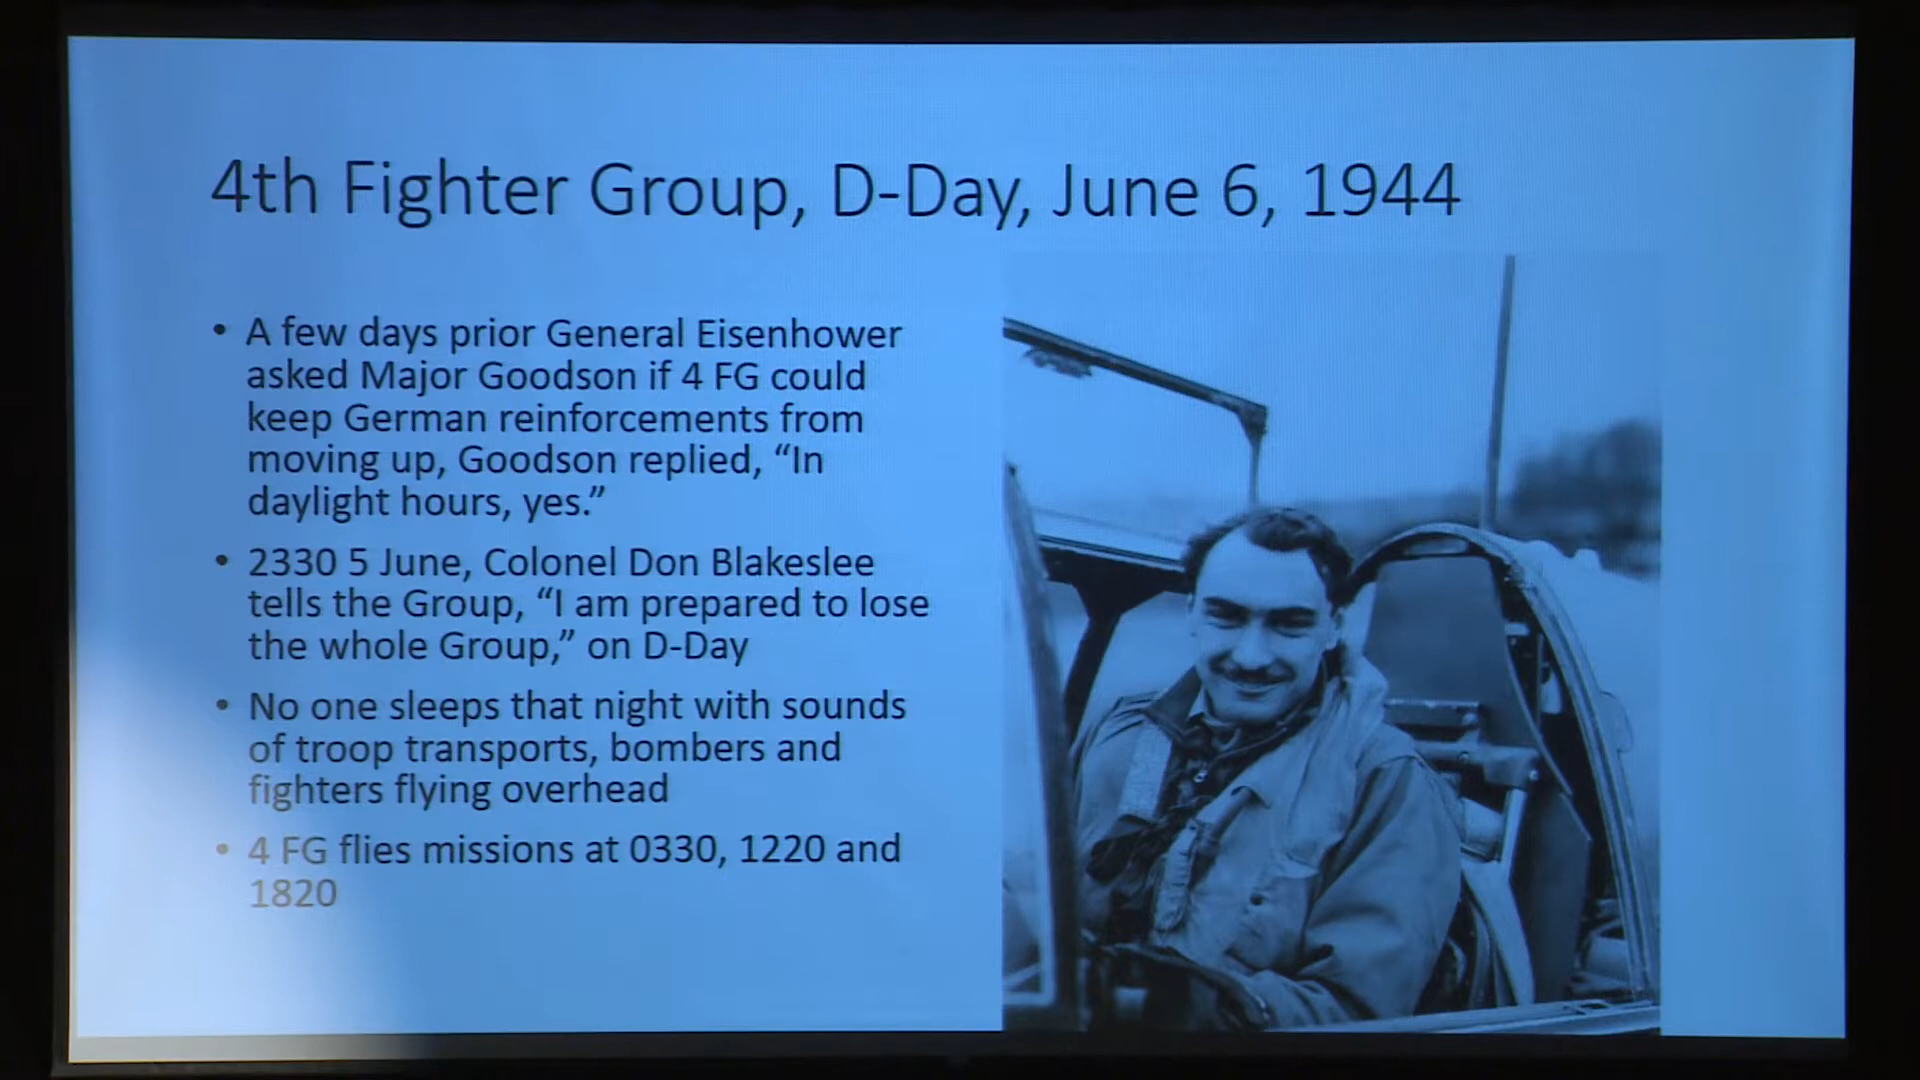 4th Fighter Group, D-Day, June 6, 1944
• A few days prior General Eisenhower
asked Major Goodson if 4 FG could
keep German reinforcements from
moving up, Goodson replied, “In
daylight hours, yes.”
• 2330 5 June, Colonel Don Blakeslee
tells the Group, “I am prepared to lose
the whole Group,” on D-Day
• No one sleeps that night with sounds
of troop transports, bombers and
fighters flying overhead
• 4 FG flies missions at 0330, 1220 and
1820